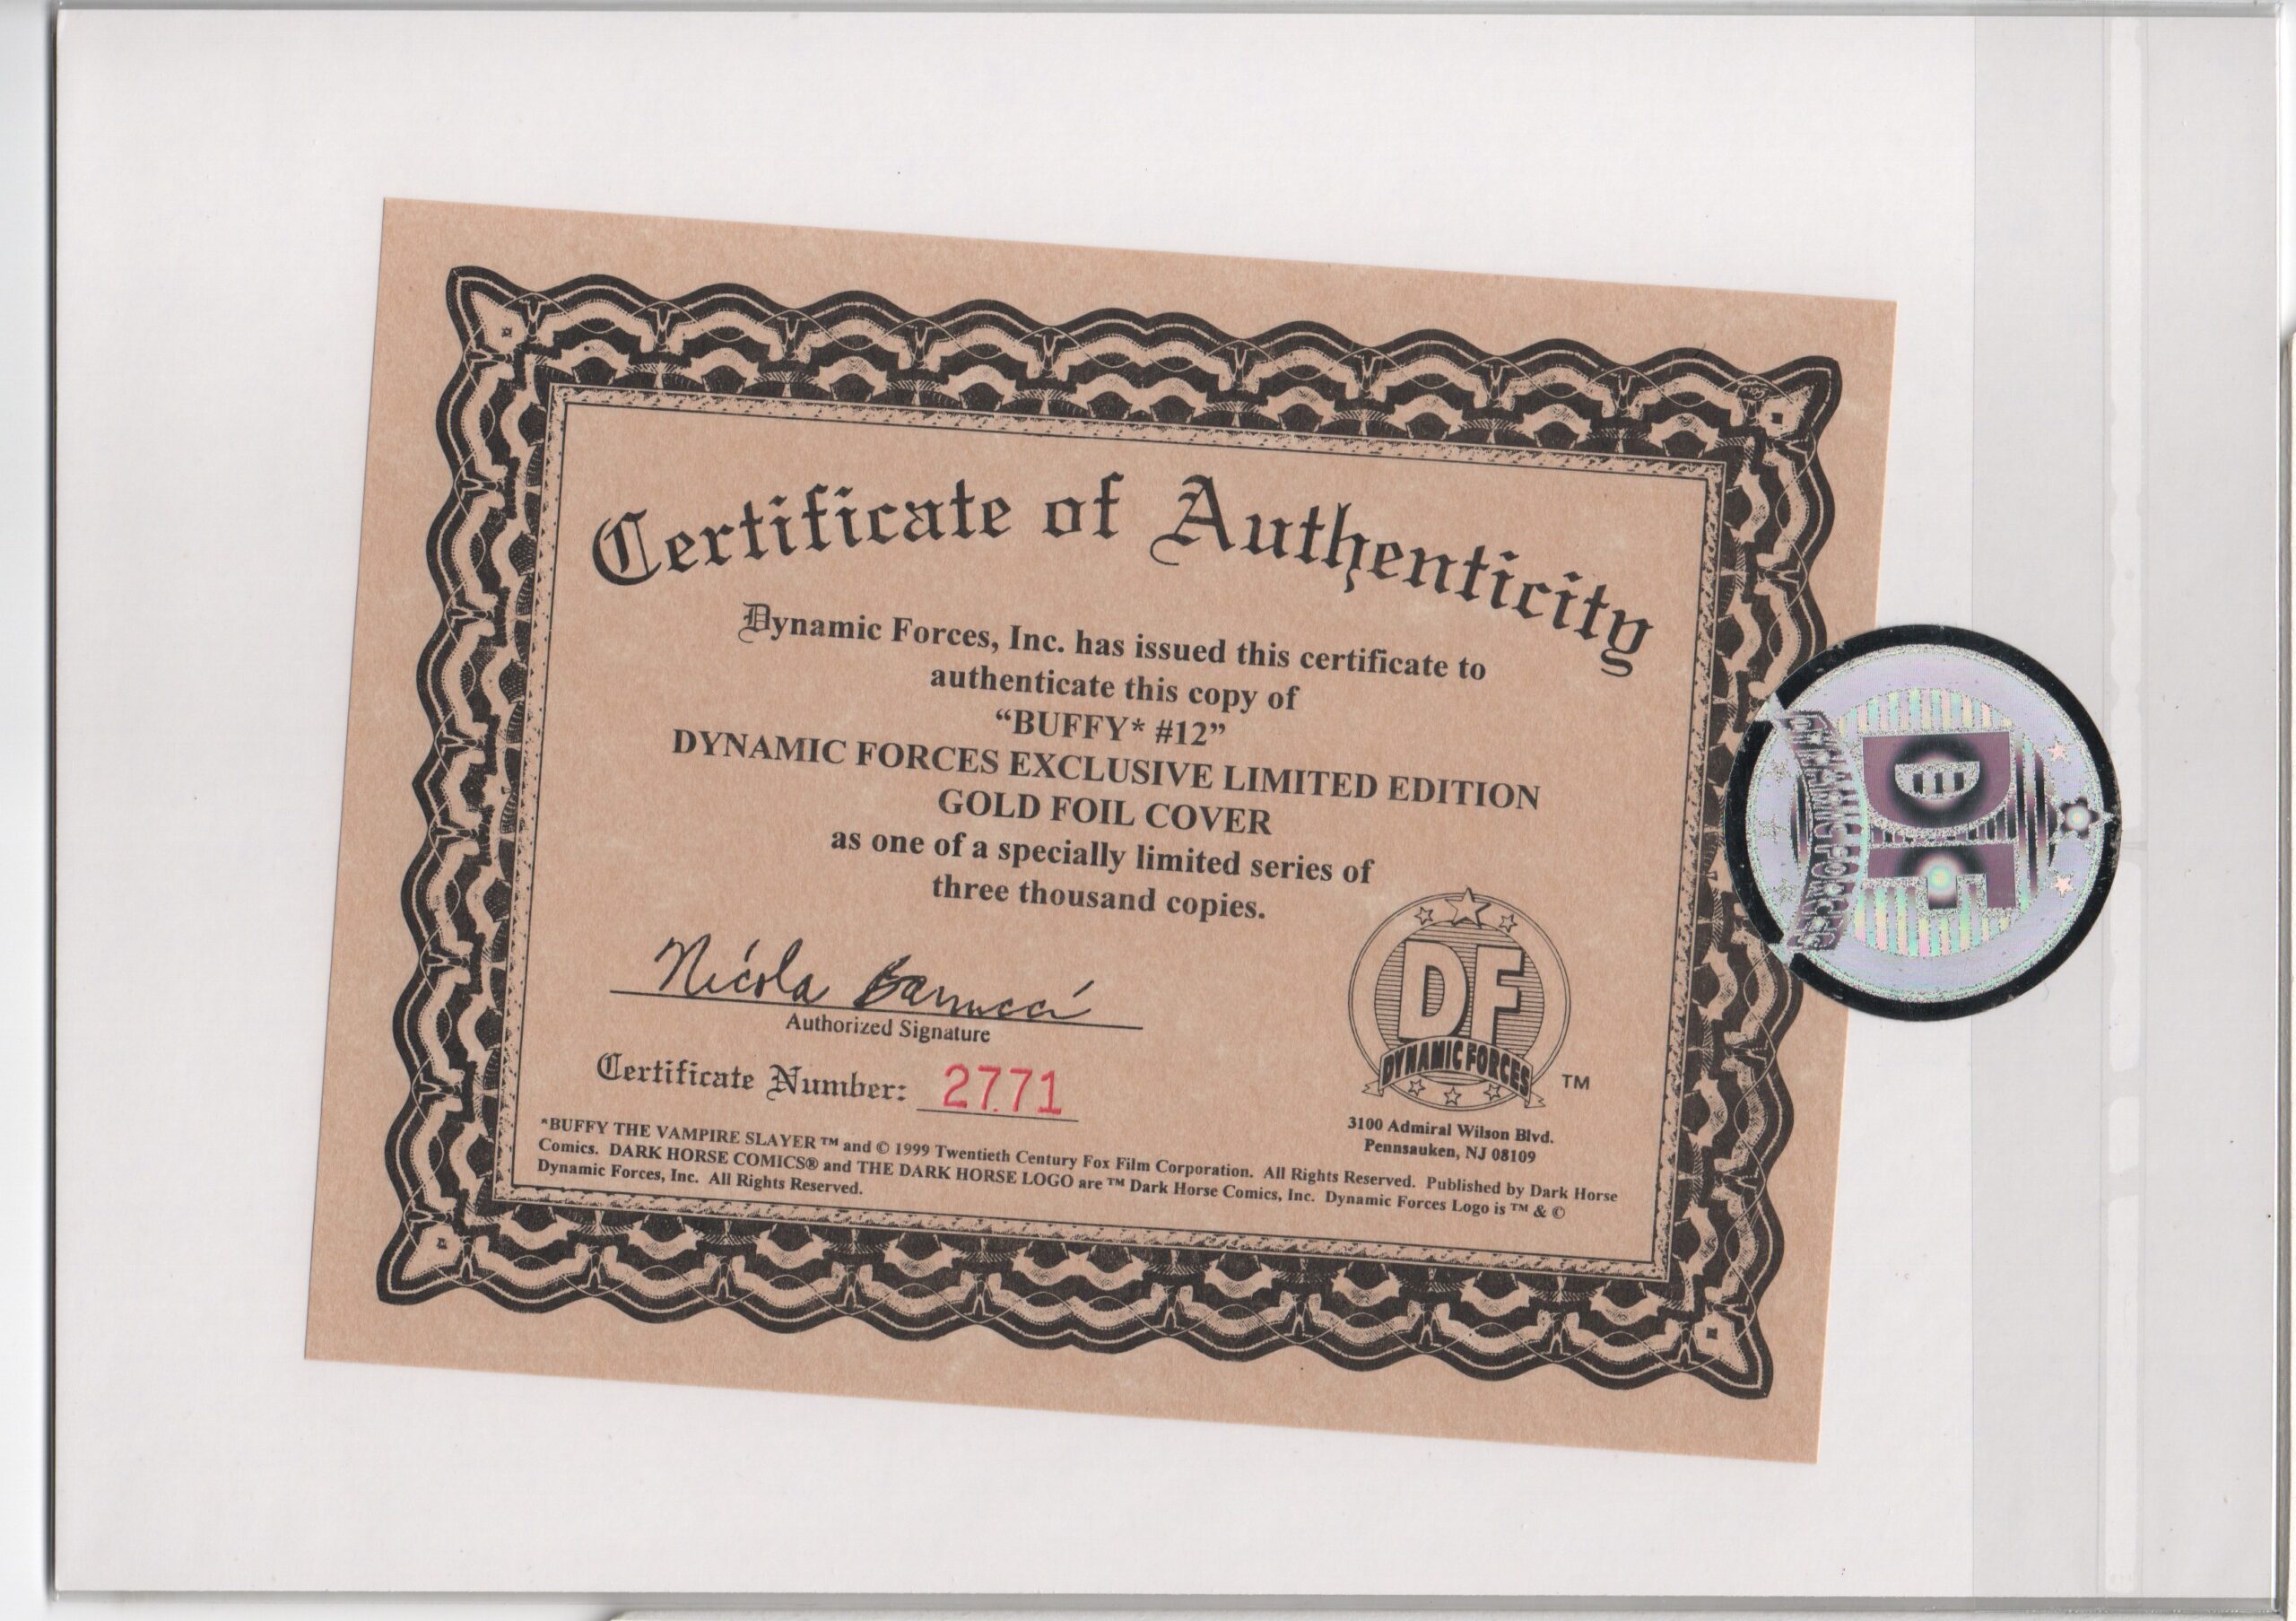 Certificate of Authenticity
Dynamic Forces, Inc. has issued this certificate to
authenticate this copy of
“BUFFY* #12”
DYNAMIC FORCES EXCLUSIVE LIMITED EDITION
GOLD FOIL COVER
as one of a specially limited series of
three thousand copies.
Nicola Barrucci
Authorized Signature
Certificate Number: 2771
DF
DYNAMIC FORCES
TM
3100 Admiral Wilson Blvd.
Pennsauken, NJ 08109
*BUFFY THE VAMPIRE SLAYER™ and © 1999 Twentieth Century Fox Film Corporation. All Rights Reserved. Published by Dark Horse
Comics. DARK HORSE COMICS® and THE DARK HORSE LOGO are ™ Dark Horse Comics, Inc. Dynamic Forces Logo is ™ & ©
Dynamic Forces, Inc. All Rights Reserved.
DF
DYNAMIC FORCES